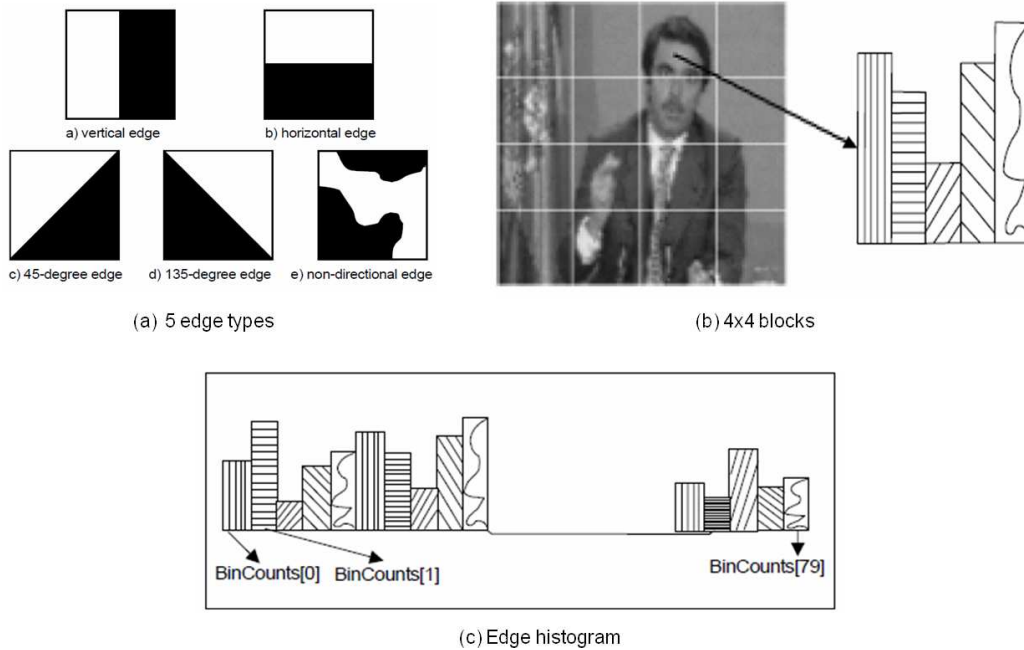 a) vertical edge
b) horizontal edge
c) 45-degree edge
d) 135-degree edge
e) non-directional edge
(a) 5 edge types
(b) 4x4 blocks
BinCounts[0]
BinCounts[1]
BinCounts[79]
(c) Edge histogram